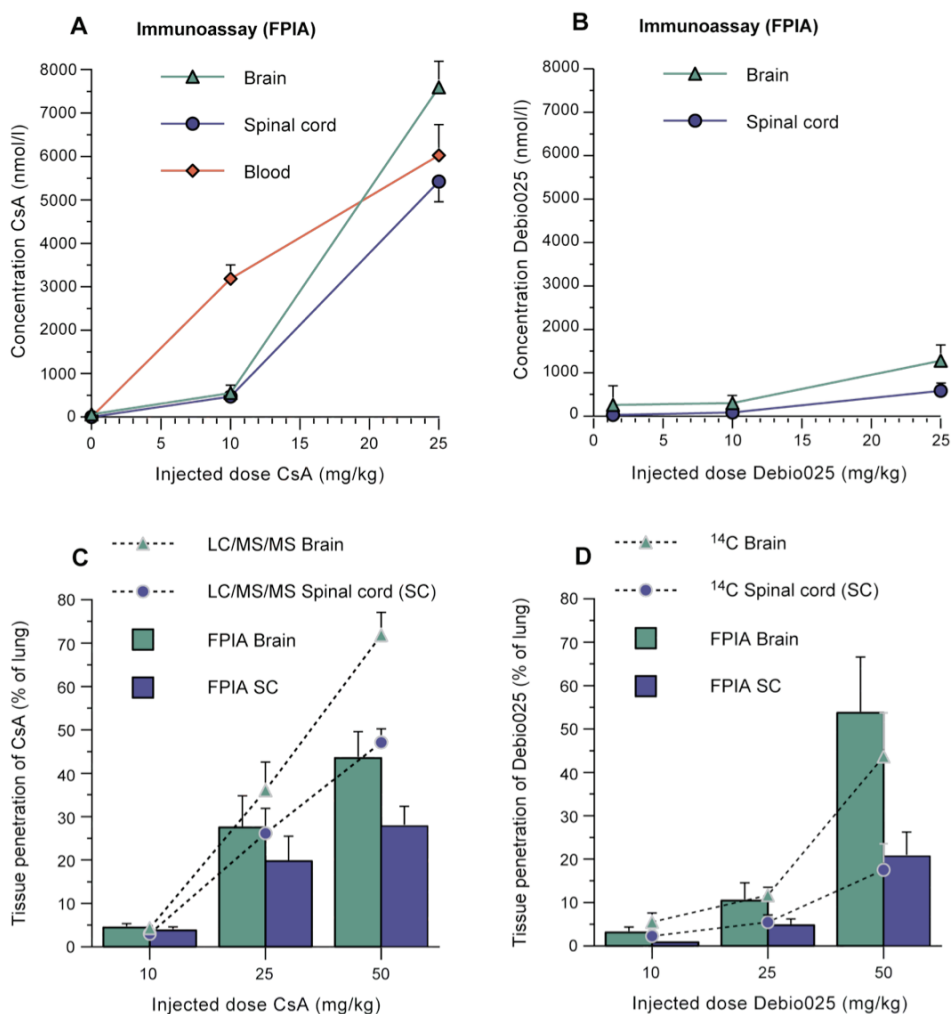 A
Immunoassay (FPIA)
Brain
Spinal cord
Blood
Concentration CsA (nmol/l)
8000
7000
6000
5000
4000
3000
2000
1000
0
0 5 10 15 20 25
Injected dose CsA (mg/kg)
B
Immunoassay (FPIA)
Brain
Spinal cord
Concentration Debio025 (nmol/l)
8000
7000
6000
5000
4000
3000
2000
1000
0
0 5 10 15 20 25
Injected dose Debio025 (mg/kg)
C
LC/MS/MS Brain
LC/MS/MS Spinal cord (SC)
FPIA Brain
FPIA SC
Tissue penetration of CsA (% of lung)
80
70
60
50
40
30
20
10
0
10 25 50
Injected dose CsA (mg/kg)
D
¹⁴C Brain
¹⁴C Spinal cord (SC)
FPIA Brain
FPIA SC
Tissue penetration of Debio025 (% of lung)
80
70
60
50
40
30
20
10
0
10 25 50
Injected dose Debio025 (mg/kg)